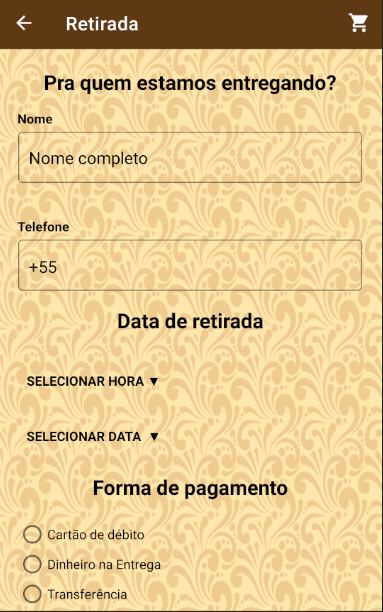 Retirada
Pra quem estamos entregando?
Nome
Nome completo
Telefone
+55
Data de retirada
SELECIONAR HORA ▼
SELECIONAR DATA ▼
Forma de pagamento
Cartão de débito
Dinheiro na Entrega
Transferência